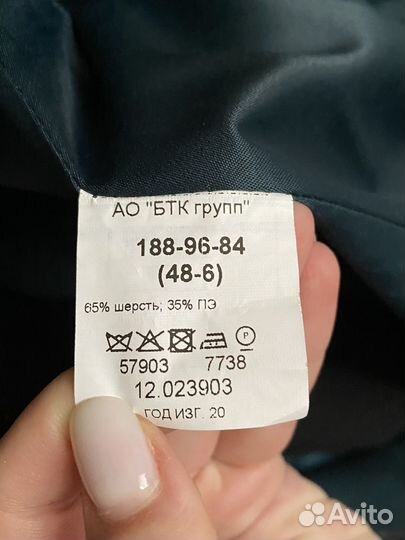 АО "БТК групп"
188-96-84
(48-6)
65% шерсть; 35% ПЭ
P
57903 7738
12.023903
ГОД ИЗГ. 20
Avito